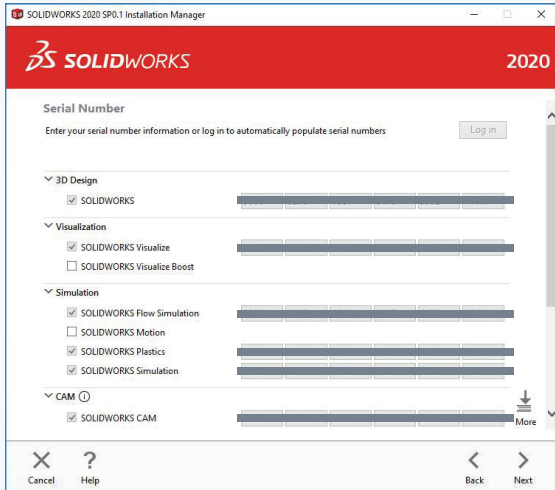 SOLIDWORKS 2020 SP0.1 Installation Manager
SOLIDWORKS
2020
Serial Number
Enter your serial number information or log in to automatically populate serial numbers
Log in
3D Design
SOLIDWORKS
Visualization
SOLIDWORKS Visualize
SOLIDWORKS Visualize Boost
Simulation
SOLIDWORKS Flow Simulation
SOLIDWORKS Motion
SOLIDWORKS Plastics
SOLIDWORKS Simulation
CAM
SOLIDWORKS CAM
More
Cancel
Help
Back
Next